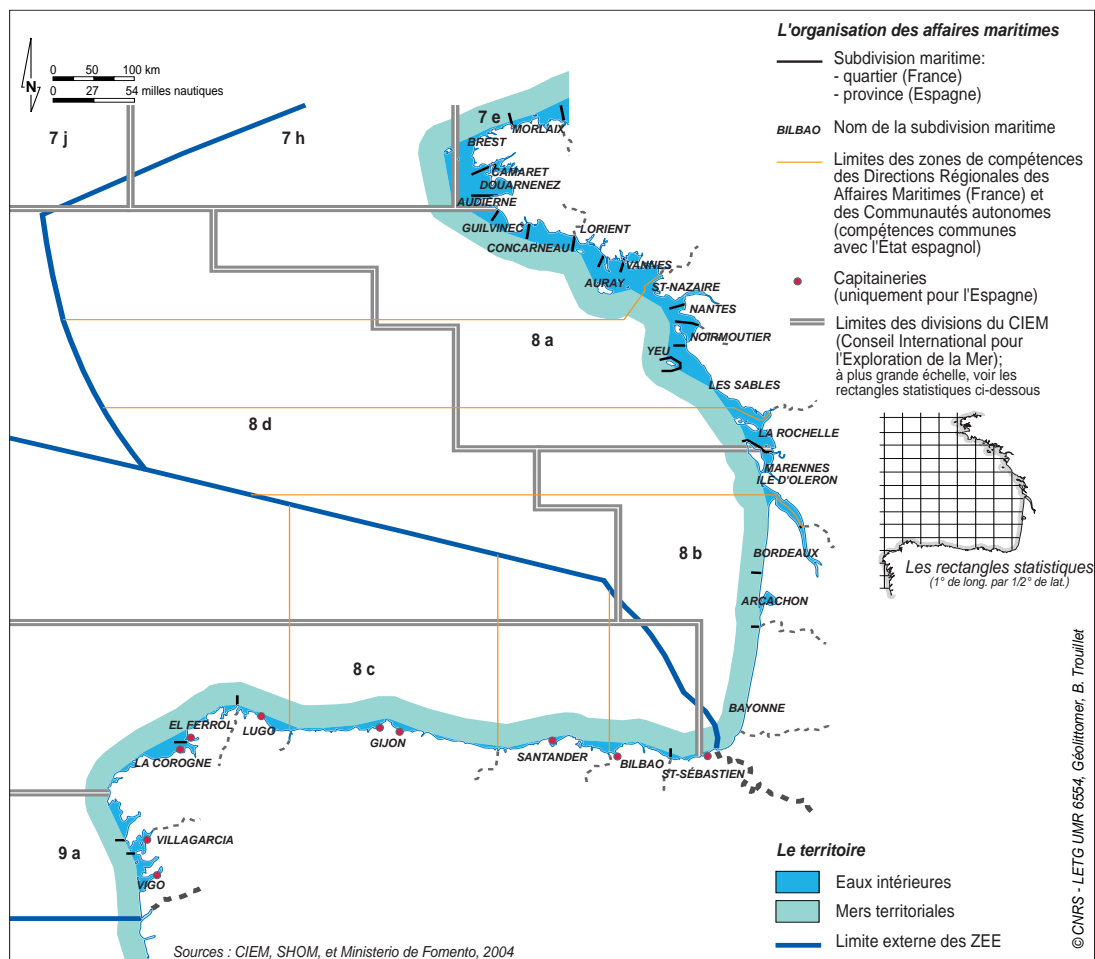 0 50 100 km
0 27 54 milles nautiques
N
7 j
7 h
7 e
MORLAIX
BREST
CAMARET
DOUARNENEZ
AUDIERNE
GUILVINEC
LORIENT
CONCARNEAU
VANNES
AURAY
ST-NAZAIRE
NANTES
NOIRMOUTIER
8 a
YEU
LES SABLES
8 d
LA ROCHELLE
MARENNES
ILE D'OLERON
8 b
BORDEAUX
ARCACHON
8 c
BAYONNE
EL FERROL
LUGO
GIJON
LA COROGNE
SANTANDER
BILBAO
ST-SÉBASTIEN
9 a
VILLAGARCIA
VIGO
Sources : CIEM, SHOM, et Ministerio de Fomento, 2004
L'organisation des affaires maritimes
Subdivision maritime:
- quartier (France)
- province (Espagne)
BILBAO Nom de la subdivision maritime
Limites des zones de compétences
des Directions Régionales des
Affaires Maritimes (France) et
des Communautés autonomes
(compétences communes
avec l'État espagnol)
Capitaineries
(uniquement pour l'Espagne)
Limites des divisions du CIEM
(Conseil International pour
l'Exploration de la Mer);
à plus grande échelle, voir les
rectangles statistiques ci-dessous
Les rectangles statistiques
(1° de long. par 1/2° de lat.)
Le territoire
Eaux intérieures
Mers territoriales
Limite externe des ZEE
© CNRS - LETG UMR 6554, Géolittomer, B. Trouillet